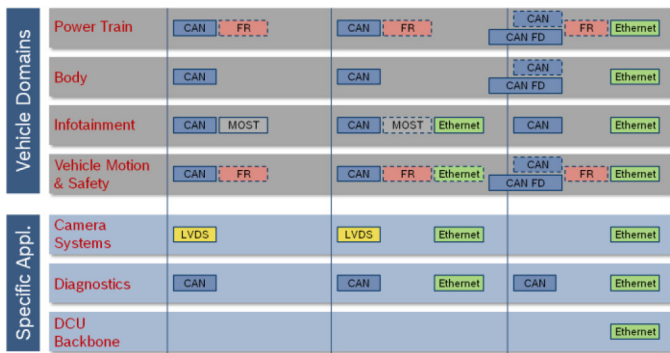 Vehicle Domains
Power Train
CAN
FR
CAN
FR
CAN
CAN FD
FR
Ethernet
Body
CAN
CAN
CAN
CAN FD
Ethernet
Infotainment
CAN
MOST
CAN
MOST
Ethernet
CAN
Ethernet
Vehicle Motion
& Safety
CAN
FR
CAN
FR
Ethernet
CAN
CAN FD
FR
Ethernet
Specific Appl.
Camera
Systems
LVDS
LVDS
Ethernet
Ethernet
Diagnostics
CAN
CAN
Ethernet
CAN
Ethernet
DCU
Backbone
Ethernet